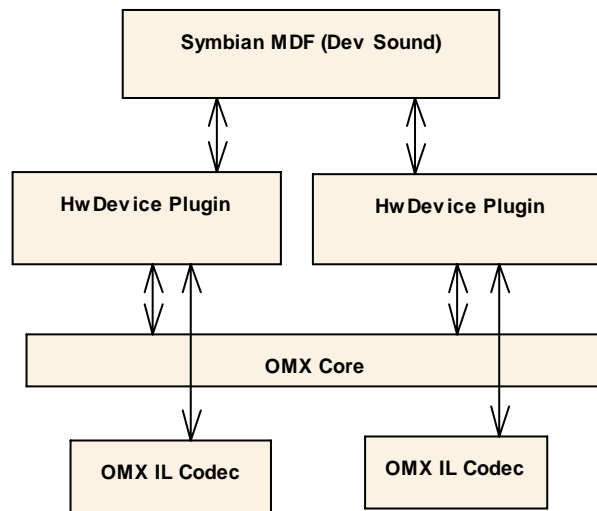 Symbian MDF (Dev Sound)
HwDevice Plugin
HwDevice Plugin
OMX Core
OMX IL Codec
OMX IL Codec